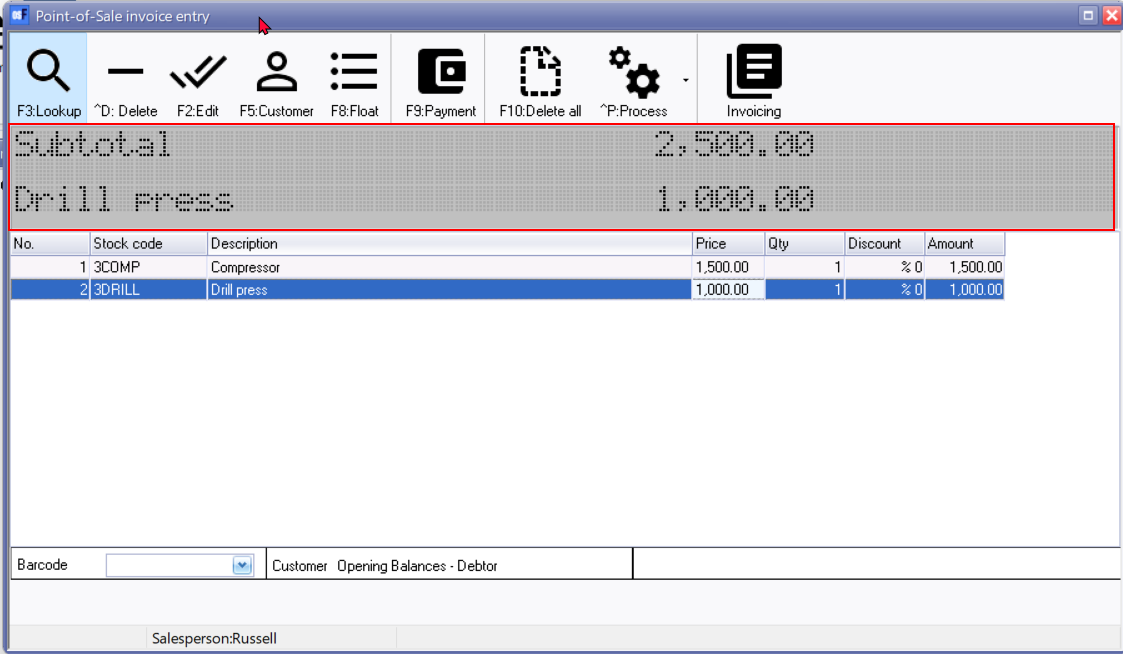 Point-of-Sale invoice entry
F3:Lookup ^D: Delete F2:Edit F5:Customer F8:Float F9:Payment F10:Delete all ^P:Process Invoicing
Subtotal 2,500.00
Drill press 1,000.00
No. Stock code Description Price Qty Discount Amount
1 3COMP Compressor 1,500.00 1 % 0 1,500.00
2 3DRILL Drill press 1,000.00 1 % 0 1,000.00
Barcode Customer Opening Balances - Debtor
Salesperson:Russell